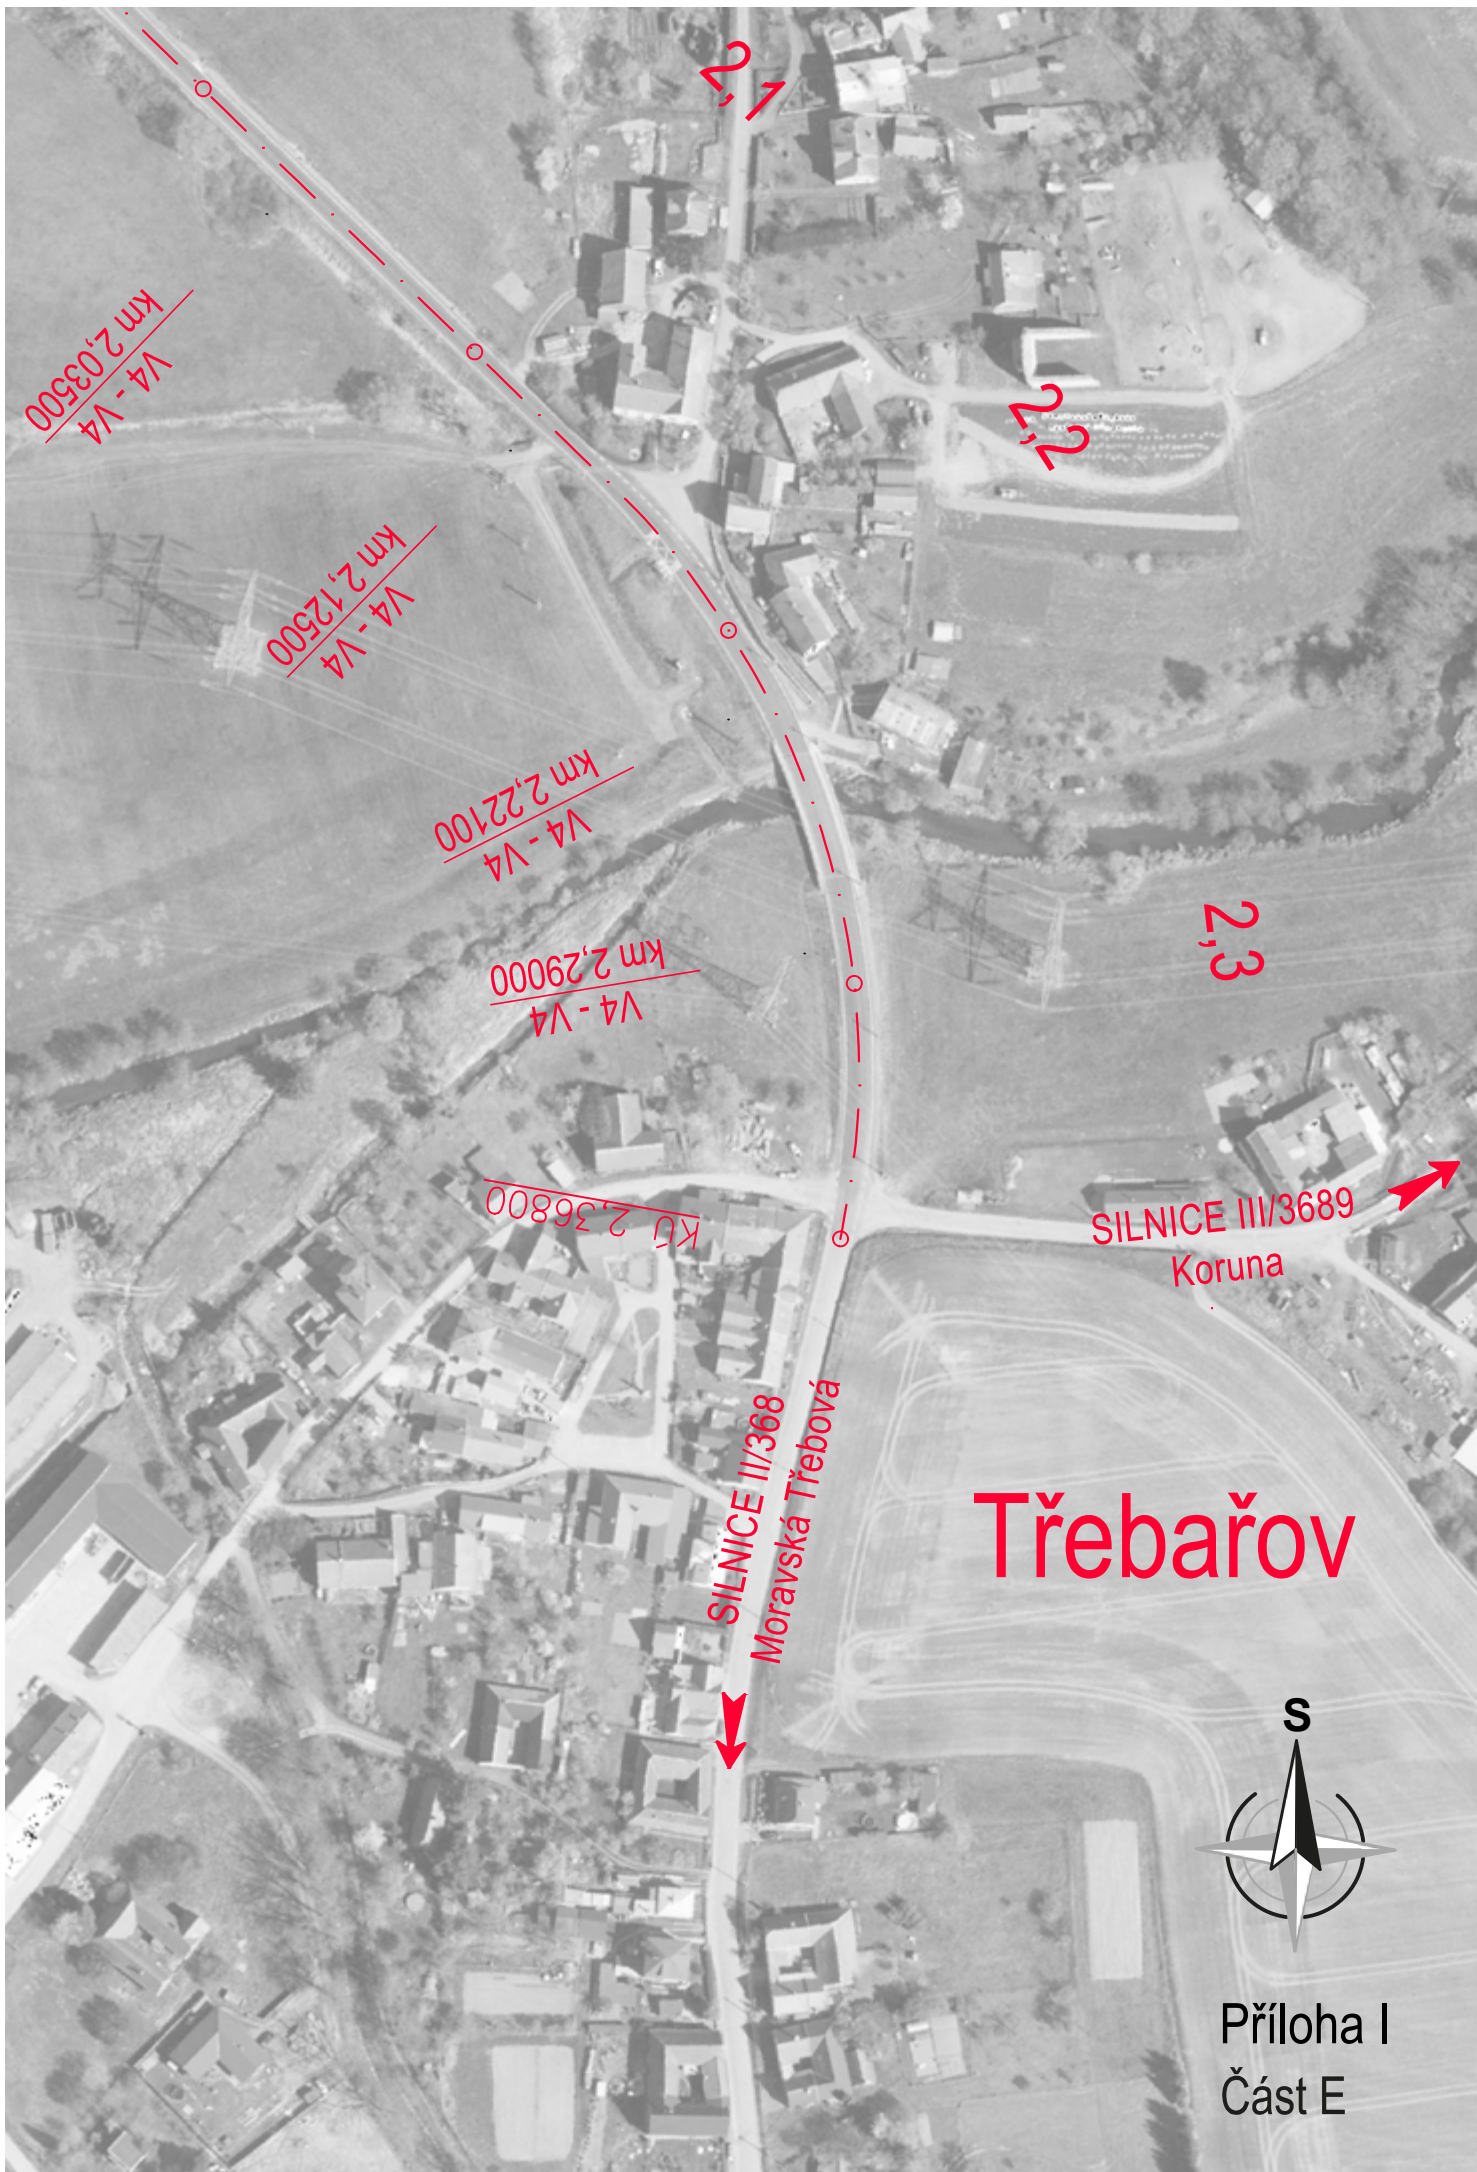 2,1
km 2,03500
V4 - V4
2,2
km 2,12500
V4 - V4
km 2,22100
V4 - V4
2,3
km 2,29000
V4 - V4
KÚ 2,36800
SILNICE III/3689
Koruna
SILNICE II/368
Moravská Třebová
Třebařov
S
Příloha I
Část E